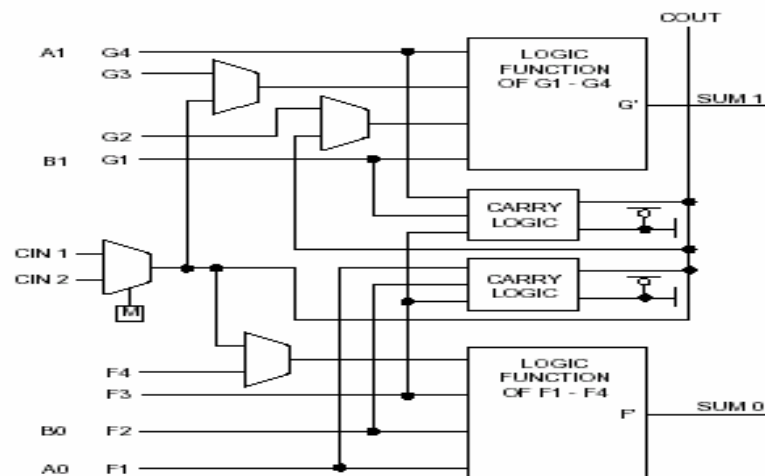 COUT
A1 G4
G3
G2
B1 G1
LOGIC
FUNCTION
OF G1 - G4
G'
SUM 1
CARRY
LOGIC
CIN 1
CIN 2
M
CARRY
LOGIC
F4
F3
B0 F2
A0 F1
LOGIC
FUNCTION
OF F1 - F4
F'
SUM 0